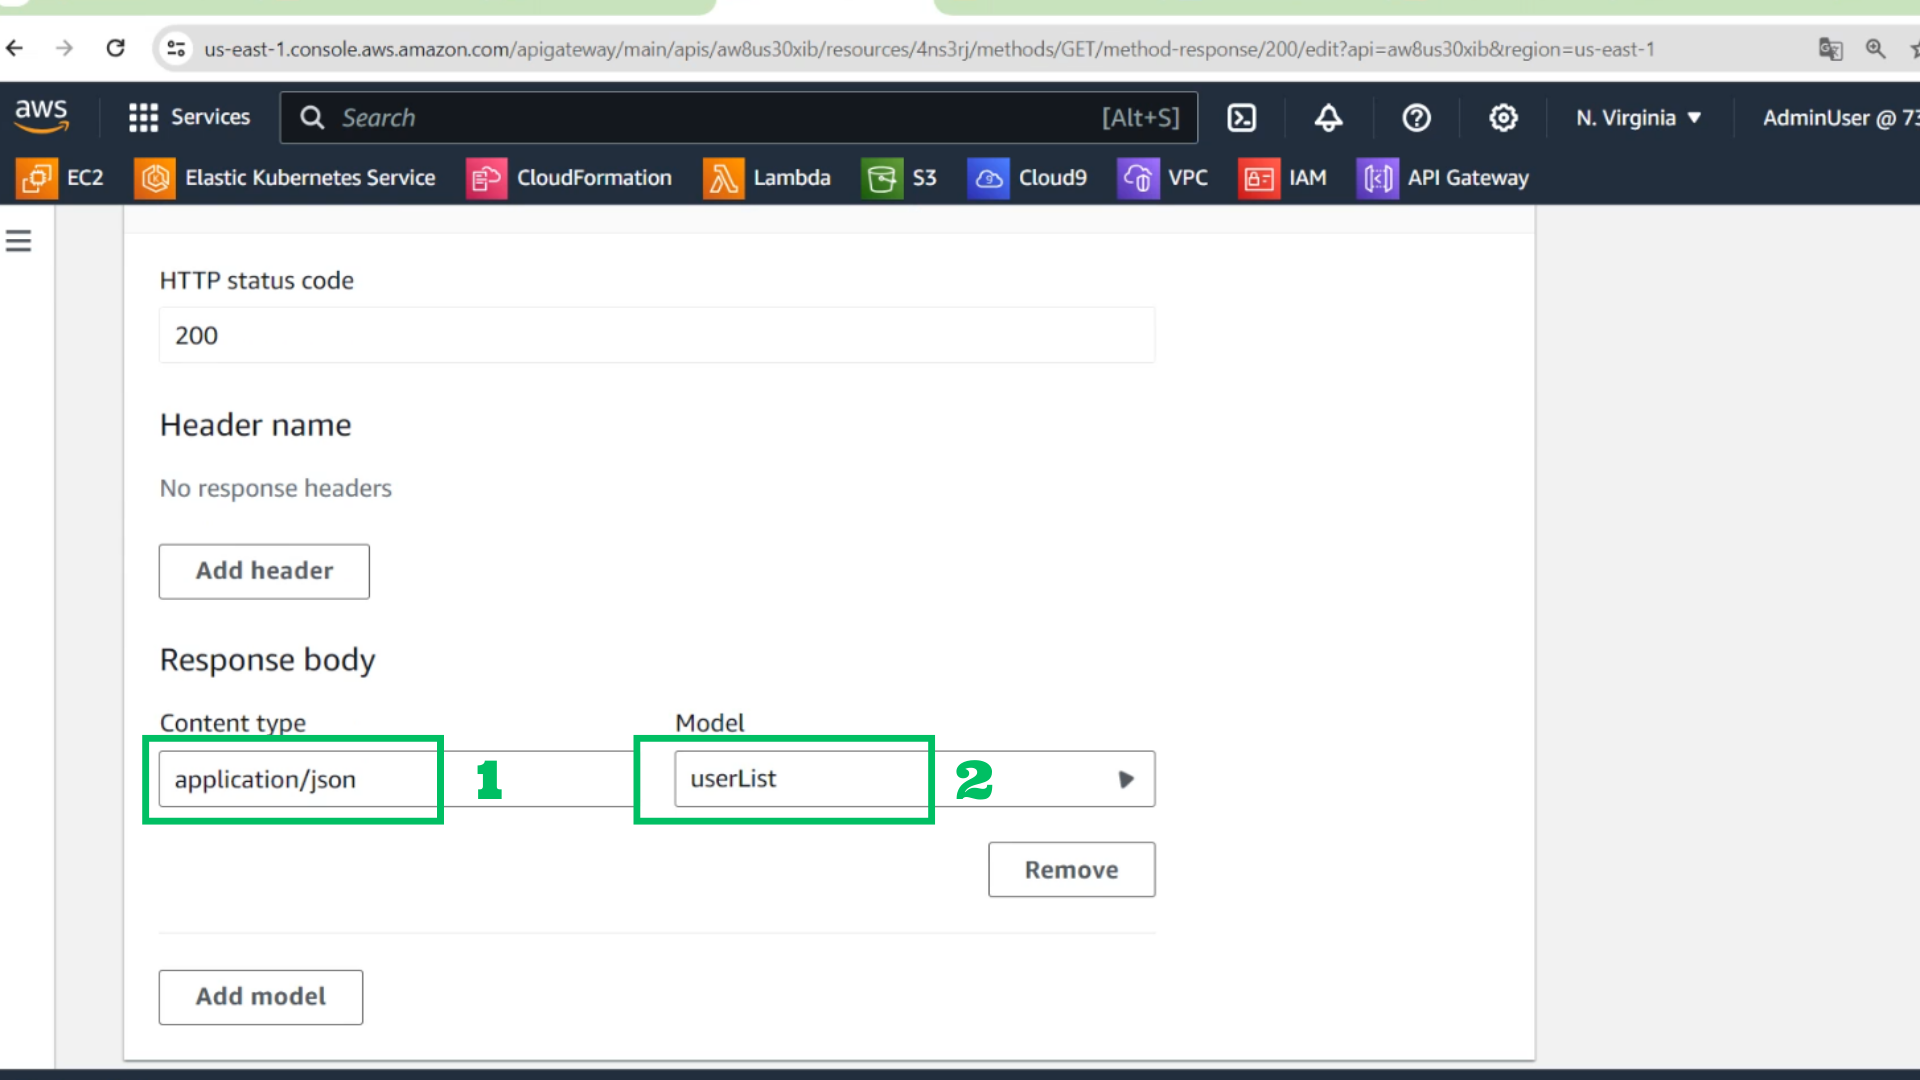 us-east-1.console.aws.amazon.com/apigateway/main/apis/aw8us30xib/resources/4ns3rj/methods/GET/method-response/200/edit?api=aw8us30xib&region=us-east-1
aws Services Search [Alt+S] N. Virginia AdminUser @ 73
EC2 Elastic Kubernetes Service CloudFormation Lambda S3 Cloud9 VPC IAM API Gateway
HTTP status code
200
Header name
No response headers
Add header
Response body
Content type Model
application/json 1 userList 2
Remove
Add model